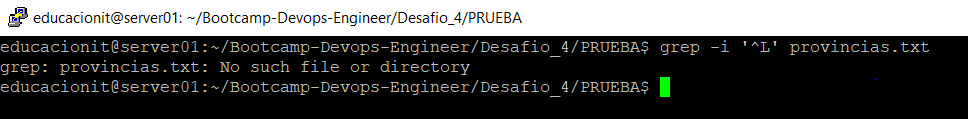 educacionit@server01: ~/Bootcamp-Devops-Engineer/Desafio_4/PRUEBA
educacionit@server01:~/Bootcamp-Devops-Engineer/Desafio_4/PRUEBA$ grep -i '^L' provincias.txt
grep: provincias.txt: No such file or directory
educacionit@server01:~/Bootcamp-Devops-Engineer/Desafio_4/PRUEBA$